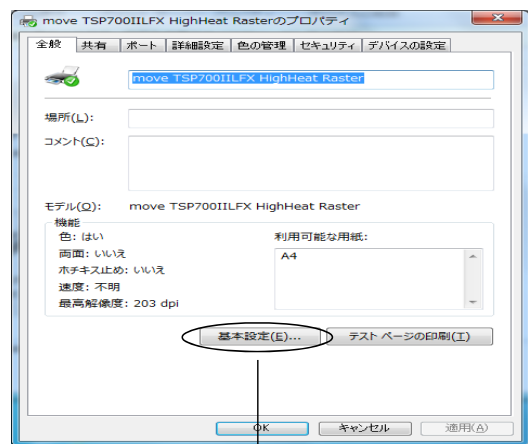 move TSP700IILFX HighHeat Rasterのプロパティ
全般 共有 ポート 詳細設定 色の管理 セキュリティ デバイスの設定
move TSP700IILFX HighHeat Raster
場所(L):
コメント(C):
モデル(O): move TSP700IILFX HighHeat Raster
機能
色: はい 利用可能な用紙:
両面: いいえ A4
ホチキス止め: いいえ
速度: 不明
最高解像度: 203 dpi
基本設定(E)... テスト ページの印刷(T)
OK キャンセル 適用(A)